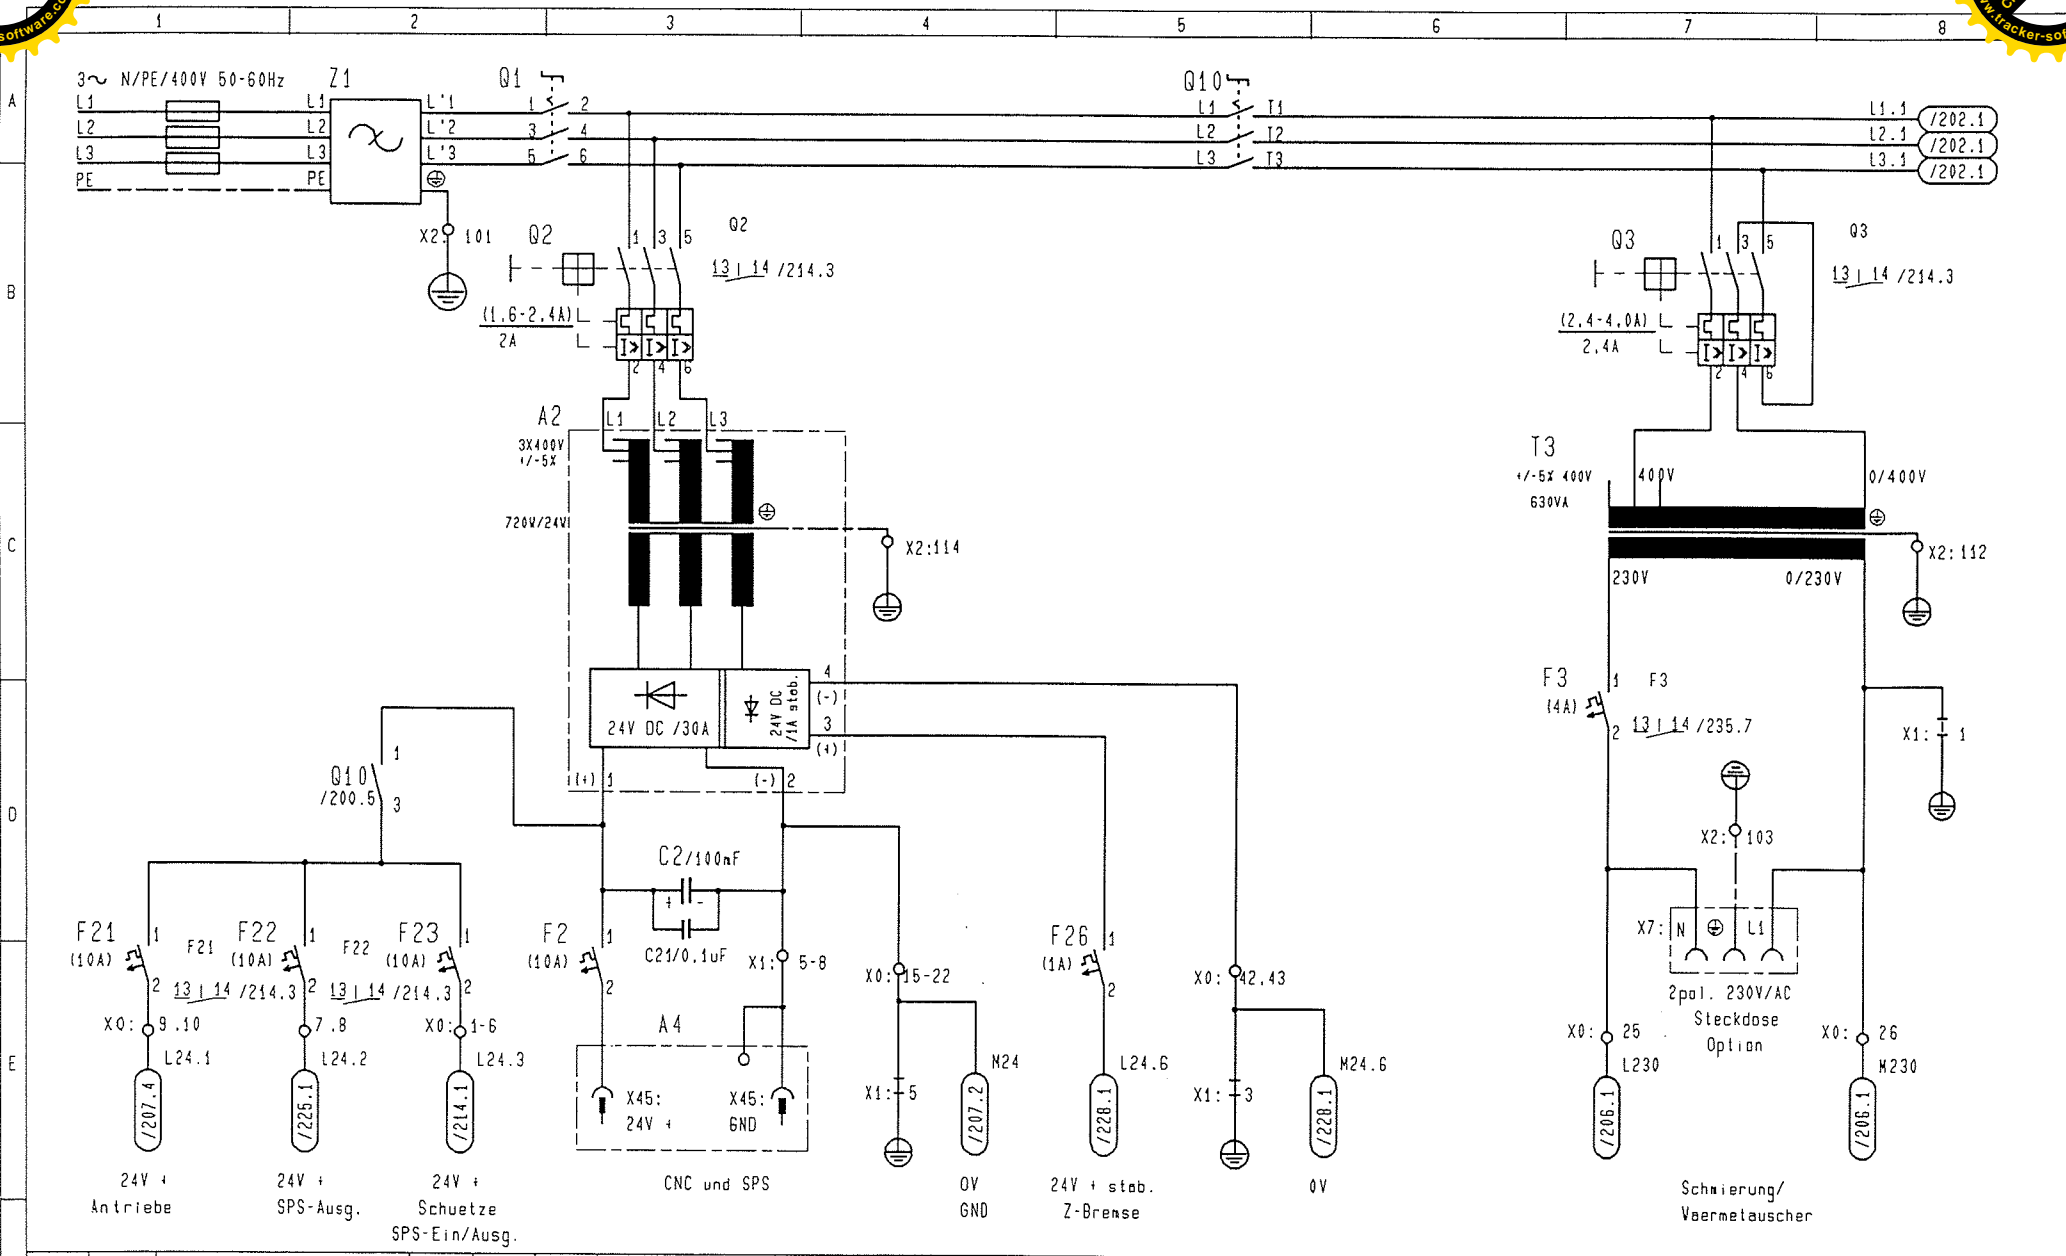 1 2 3 4 5 6 7 8
software.co
www.tracker-sof
A
3~ N/PE/400V 50-60Hz
Z1
Q1
Q10
L1 L1 L'1 1 2 L1 T1 L1.1 /202.1
L2 L2 L'2 3 4 L2 T2 L2.1 /202.1
L3 L3 L'3 5 6 L3 T3 L3.1 /202.1
PE PE
X2: 101
B
Q2 1 3 5 Q2
13 14 /214.3
(1,6-2,4A)
2A
I> I> I>
2 4 6
Q3 1 3 5 Q3
13 14 /214.3
(2,4-4,0A)
2,4A
I> I> I>
2 4 6
A2 L1 L2 L3
3X400V
+/-5%
720W/24V
X2:114
C
T3
+/-5% 400V 400V 0/400V
630VA
X2:112
230V 0/230V
24V DC /30A
24V DC
/1A stab.
4
(-)
3
(+)
(+) 1 (-) 2
F3 1 F3
(4A)
2 13 14 /235.7
X1: 1
D
Q10 1
/200.5 3
X2: 103
C2/100mF
+ -
C21/0,1uF
X7: N L1
2pol. 230V/AC
Steckdose
Option
F21 1 F21
(10A)
2 13 14 /214.3
F22 1 F22
(10A)
2 13 14 /214.3
F23 1
(10A)
2
F2 1
(10A)
2
X1: 5-8
X0: 15-22
F26 1
(1A)
2
X0: 42,43
E
X0: 9.10
7.8
X0: 1-6
X0: 25
X0: 26
A4
L24.1 L24.2 L24.3 M24 L24.6 M24.6 L230 M230
X45:
24V +
X45:
GND
X1: 5
X1: 3
/207.4 /225.1 /214.1 /207.2 /228.1 /228.1 /206.1 /206.1
24V +
Antriebe
24V +
SPS-Ausg.
24V +
Schuetze
SPS-Ein/Ausg.
CNC und SPS
0V
GND
24V + stab.
Z-Bremse
0V
Schmierung/
Vaermetauscher